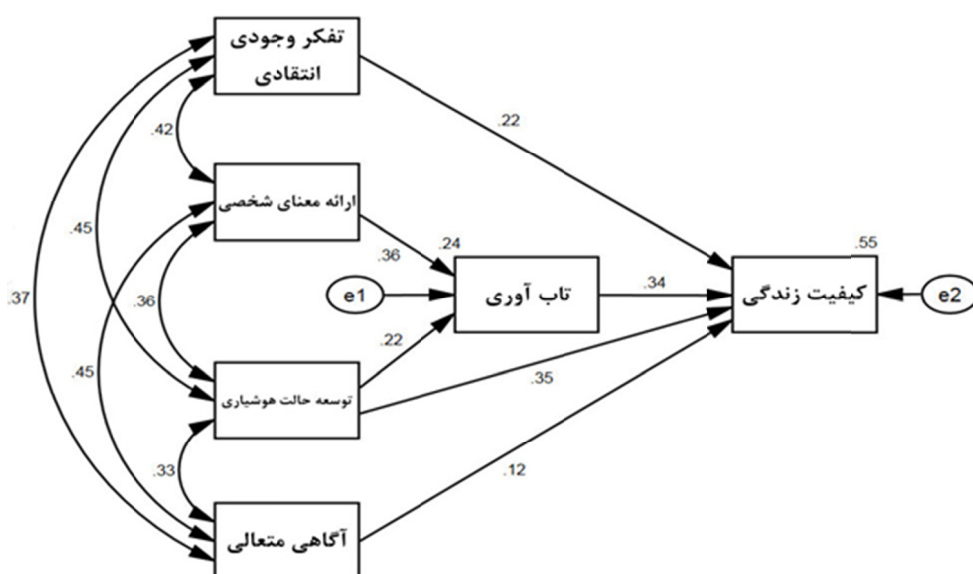 تفکر وجودی
انتقادی
.22
.42
ارائه معنای شخصی
.45
.36
.24
.55
.37
.36
e1
تاب آوری
.34
کیفیت زندگی
e2
.45
.22
توسعه حالت هوشیاری
.35
.33
.12
آگاهی متعالی